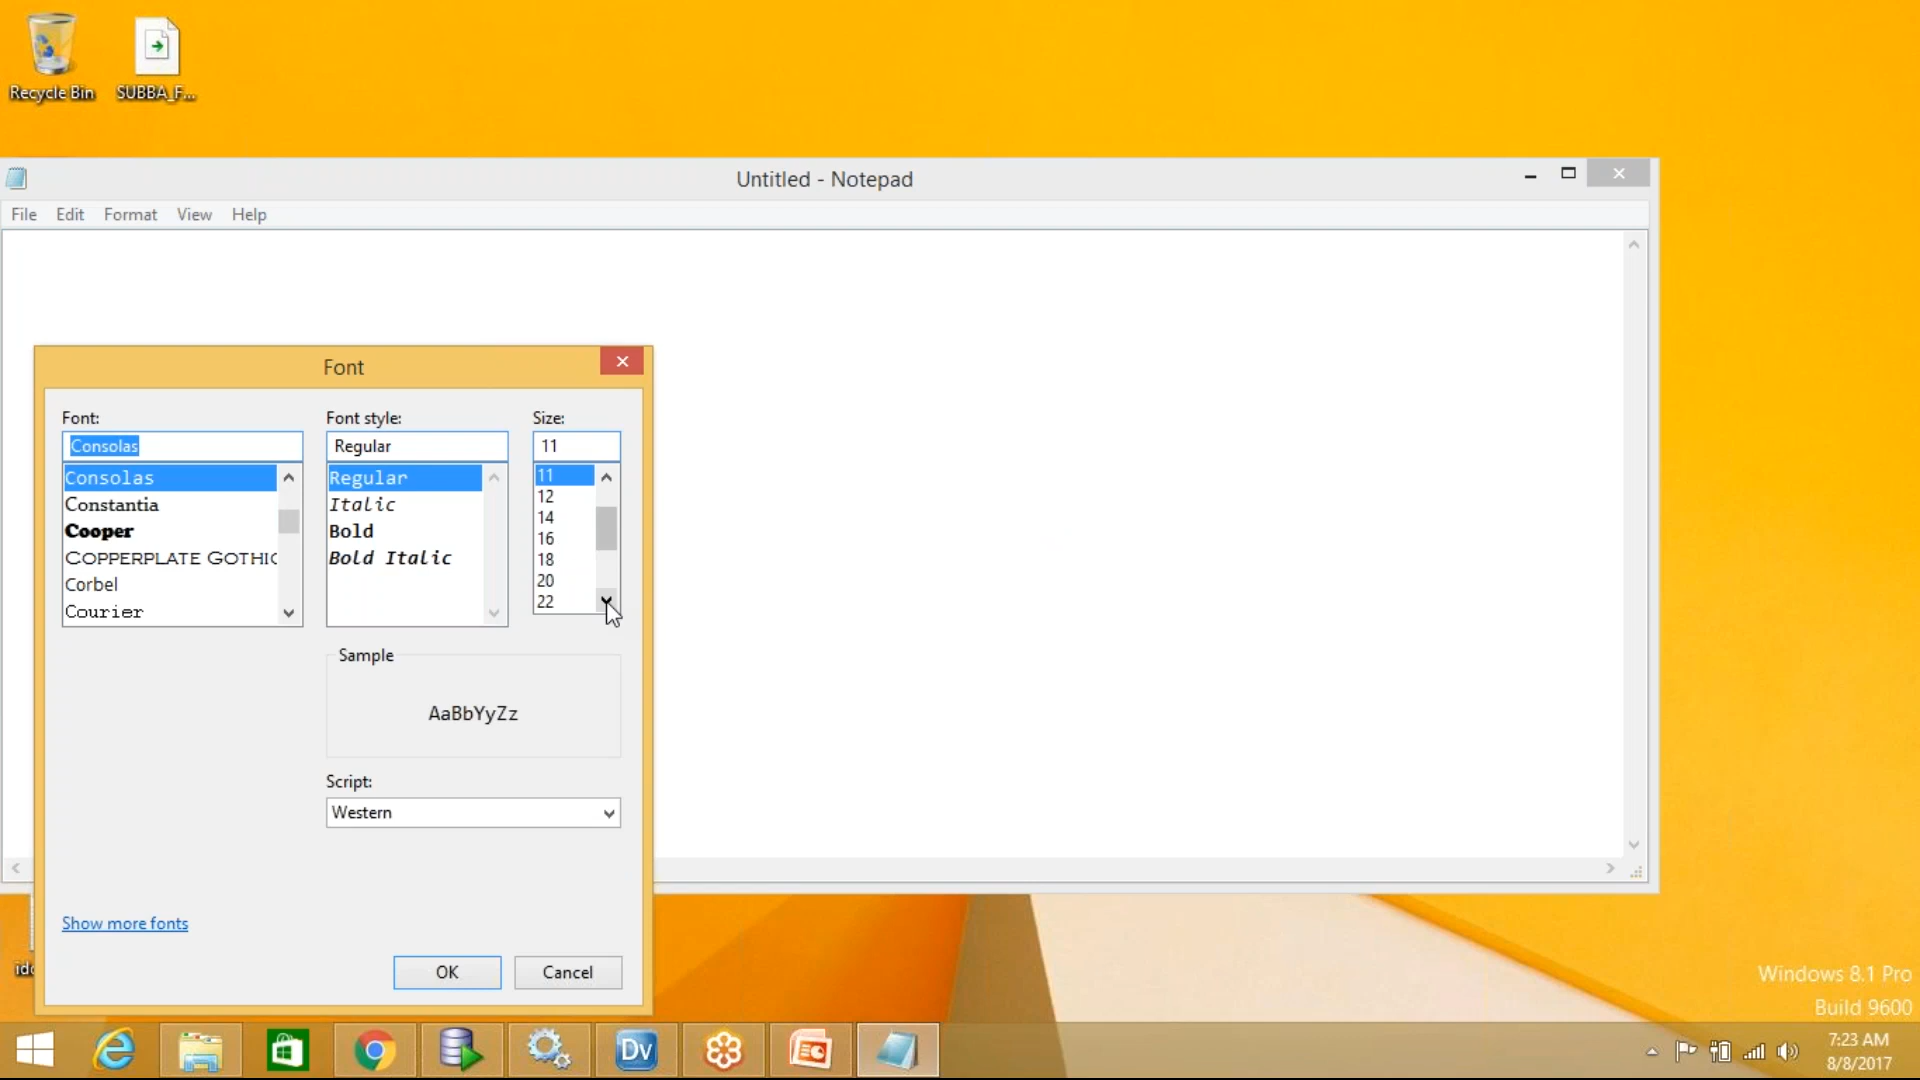 Recycle Bin
SUBBA_F...
Untitled - Notepad
File Edit Format View Help
Font
Font: Font style: Size:
Consolas Regular 11
Consolas Regular 11
Constantia Italic 12
Cooper Bold 14
COPPERPLATE GOTHIC Bold Italic 16
Corbel 18
Courier 20
22
Sample
AaBbYyZz
Script:
Western
Show more fonts
OK Cancel
Windows 8.1 Pro
Build 9600
Dv
7:23 AM
8/8/2017